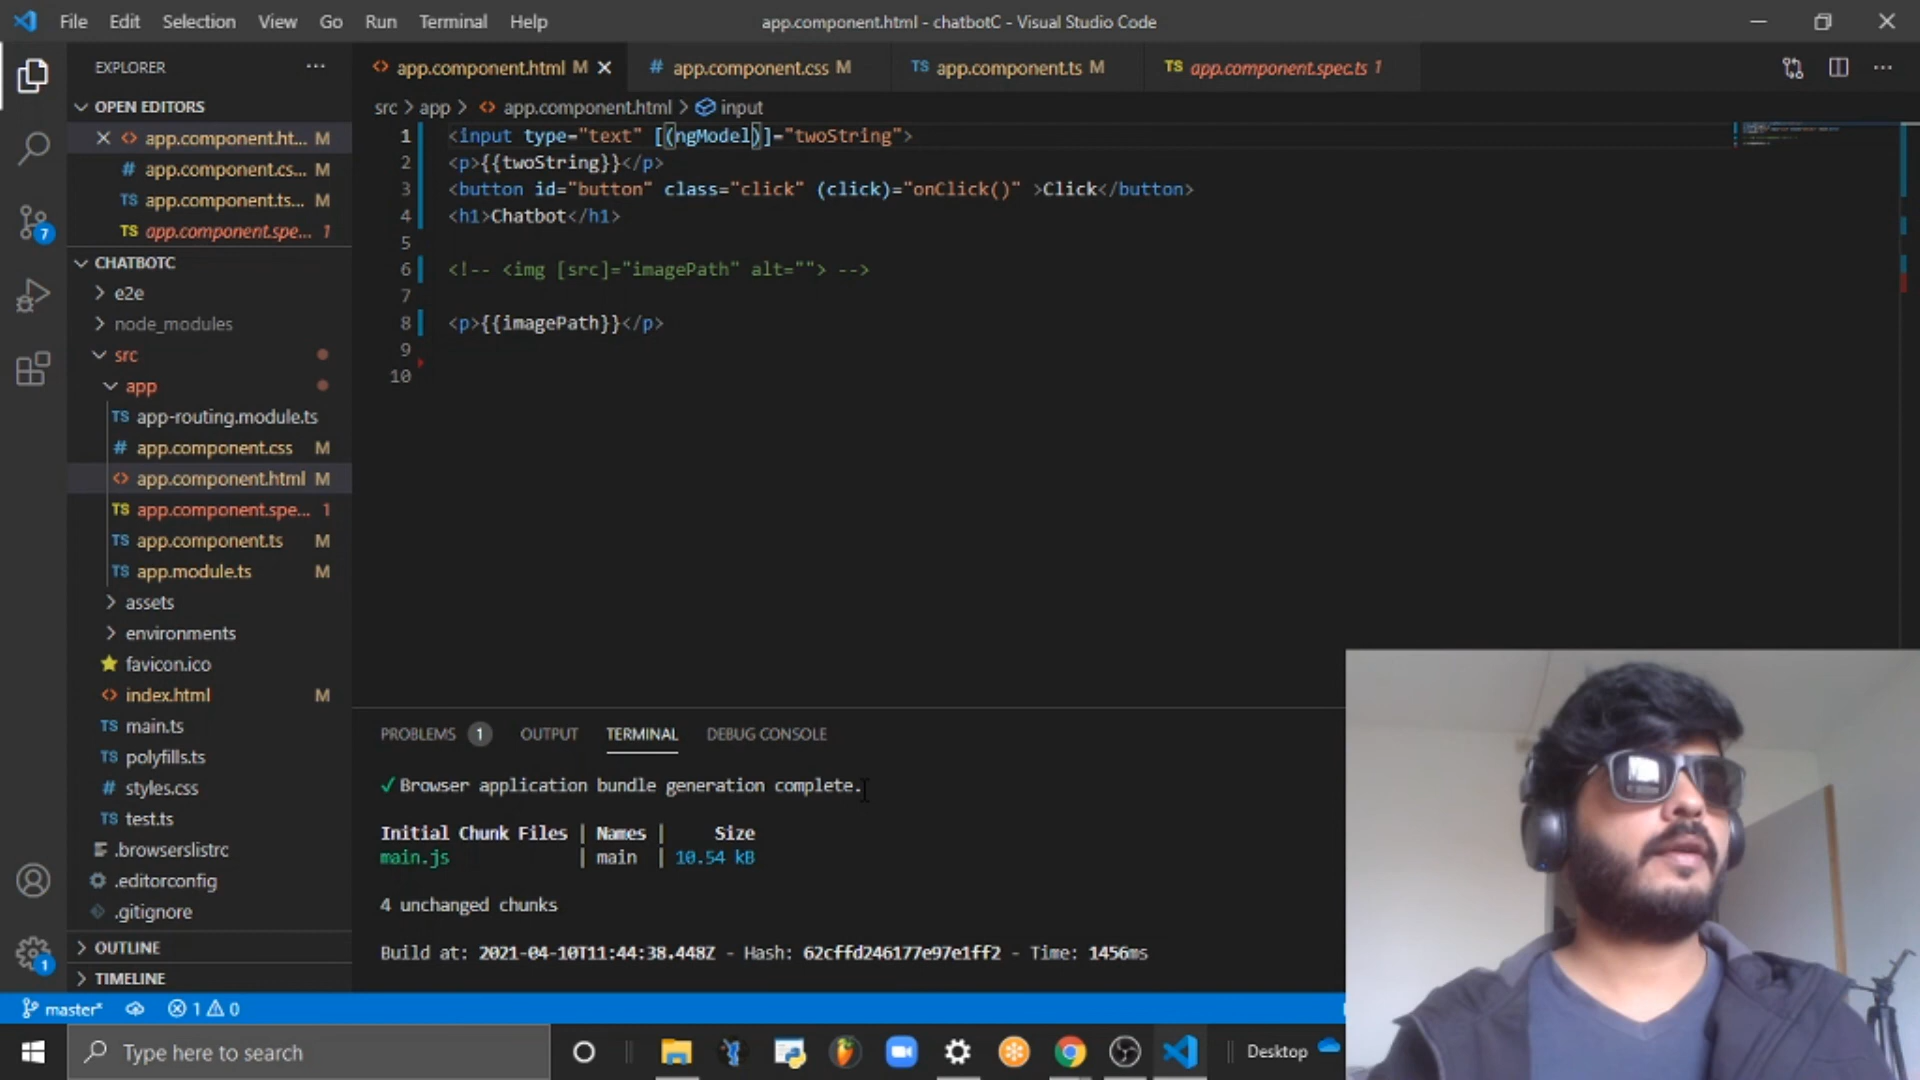 File Edit Selection View Go Run Terminal Help
app.component.html - chatbotC - Visual Studio Code
EXPLORER
OPEN EDITORS
app.component.ht... M
app.component.cs... M
app.component.ts... M
app.component.spe... 1
CHATBOTC
e2e
node_modules
src
app
app-routing.module.ts
app.component.css M
app.component.html M
app.component.spe... 1
app.component.ts M
app.module.ts M
assets
environments
favicon.ico
index.html M
main.ts
polyfills.ts
styles.css
test.ts
.browserslistrc
.editorconfig
.gitignore
OUTLINE
TIMELINE
7
1
app.component.html M
app.component.css M
app.component.ts M
app.component.spec.ts 1
src > app > app.component.html > input
1 <input type="text" [(ngModel)]="twoString">
2 <p>{{twoString}}</p>
3 <button id="button" class="click" (click)="onClick()" >Click</button>
4 <h1>Chatbot</h1>
5
6 <!-- <img [src]="imagePath" alt=""> -->
7
8 <p>{{imagePath}}</p>
9
10
PROBLEMS 1 OUTPUT TERMINAL DEBUG CONSOLE
✓ Browser application bundle generation complete.
Initial Chunk Files | Names | Size
main.js | main | 10.54 kB
4 unchanged chunks
Build at: 2021-04-10T11:44:38.448Z - Hash: 62cffd246177e97e1ff2 - Time: 1456ms
master* 1 0
Type here to search
Desktop